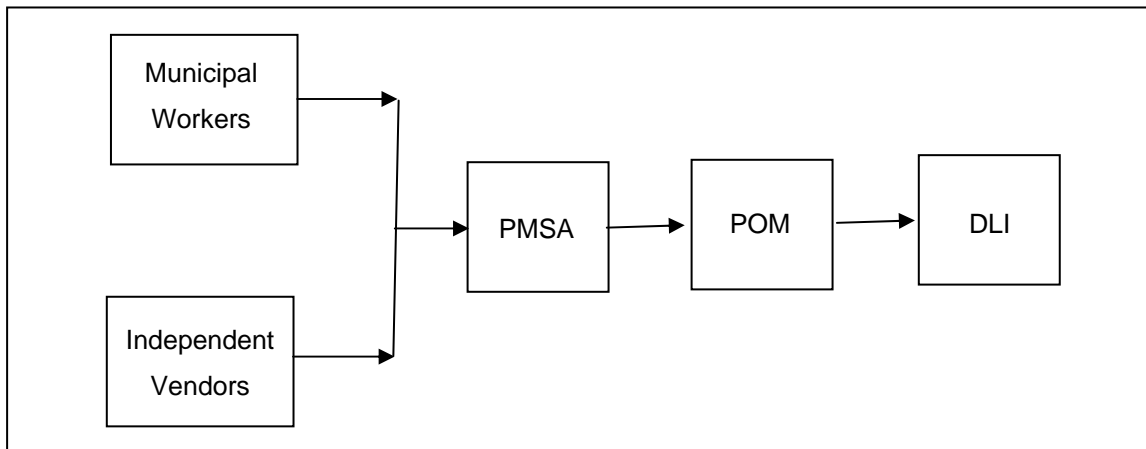 Municipal
Workers
Independent
Vendors
PMSA
POM
DLI